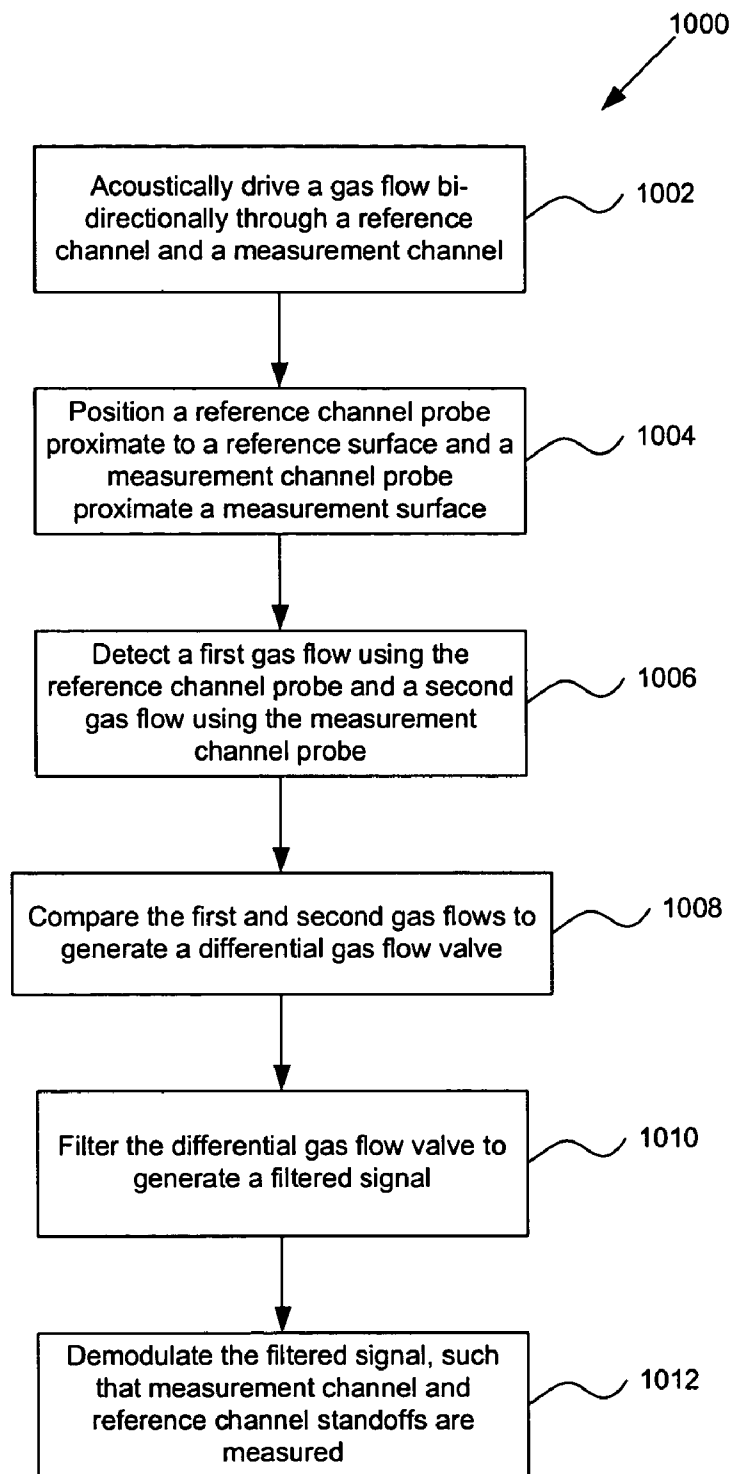 1000
Acoustically drive a gas flow bi-
directionally through a reference
channel and a measurement channel
1002
Position a reference channel probe
proximate to a reference surface and a
measurement channel probe
proximate a measurement surface
1004
Detect a first gas flow using the
reference channel probe and a second
gas flow using the measurement
channel probe
1006
Compare the first and second gas flows to
generate a differential gas flow valve
1008
Filter the differential gas flow valve to
generate a filtered signal
1010
Demodulate the filtered signal, such
that measurement channel and
reference channel standoffs are
measured
1012